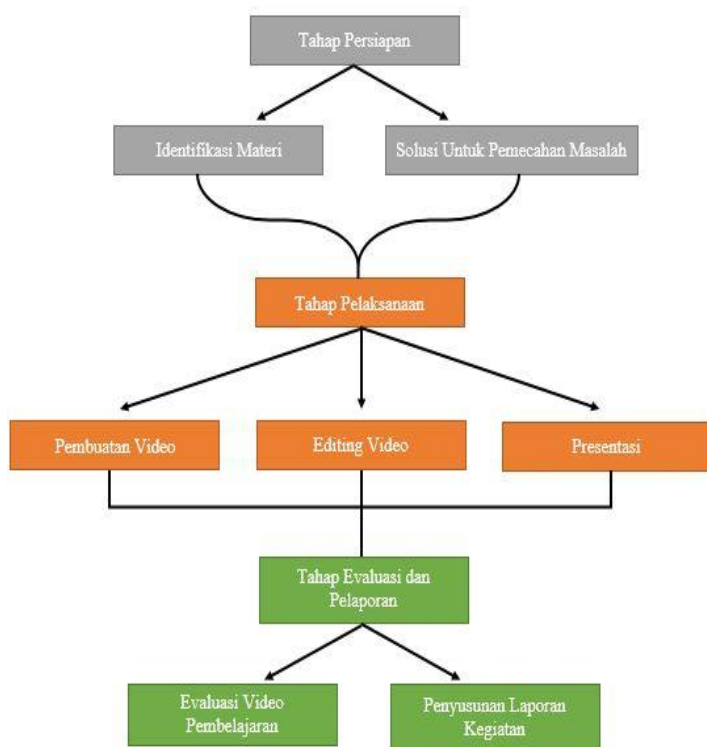 Tahap Persiapan
Identifikasi Materi
Solusi Untuk Pemecahan Masalah
Tahap Pelaksanaan
Pembuatan Video
Editing Video
Presentasi
Tahap Evaluasi dan
Pelaporan
Evaluasi Video
Pembelajaran
Penyusunan Laporan
Kegiatan